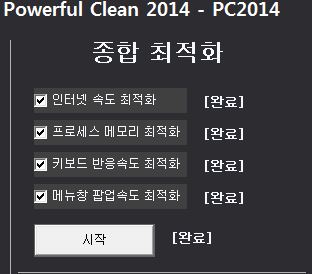 Powerful Clean 2014 - PC2014
종합 최적화
인터넷 속도 최적화 [완료]
프로세스 메모리 최적화 [완료]
키보드 반응속도 최적화 [완료]
메뉴창 팝업속도 최적화 [완료]
시작 [완료]